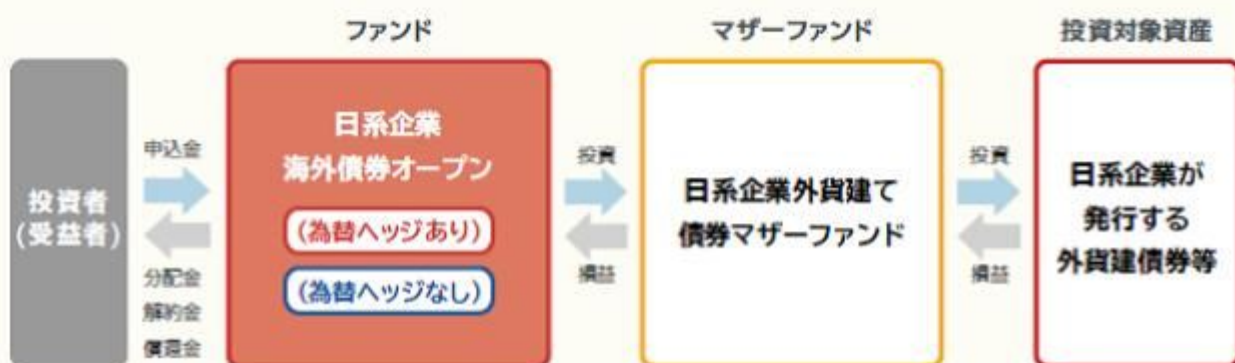 ファンド
マザーファンド
投資対象資産
投資者
(受益者)
申込金
分配金
解約金
償還金
日系企業
海外債券オープン
(為替ヘッジあり)
(為替ヘッジなし)
投資
損益
日系企業外貨建て
債券マザーファンド
投資
損益
日系企業が
発行する
外貨建債券等